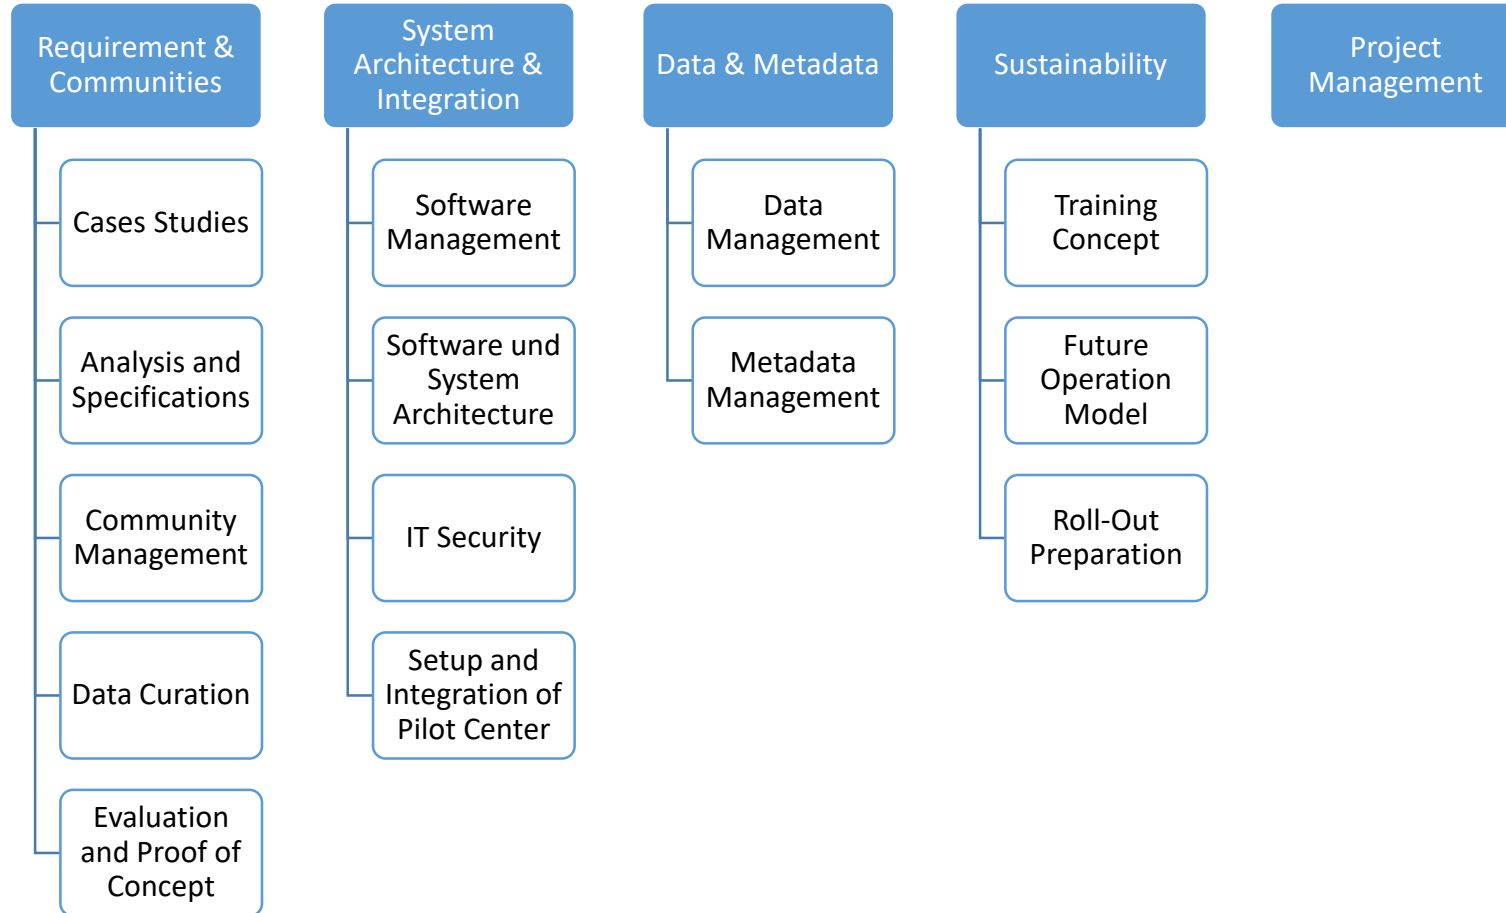 Requirement &
Communities
Cases Studies
Analysis and
Specifications
Community
Management
Data Curation
Evaluation
and Proof of
Concept
System
Architecture &
Integration
Software
Management
Software und
System
Architecture
IT Security
Setup and
Integration of
Pilot Center
Data & Metadata
Data
Management
Metadata
Management
Sustainability
Training
Concept
Future
Operation
Model
Roll-Out
Preparation
Project
Management